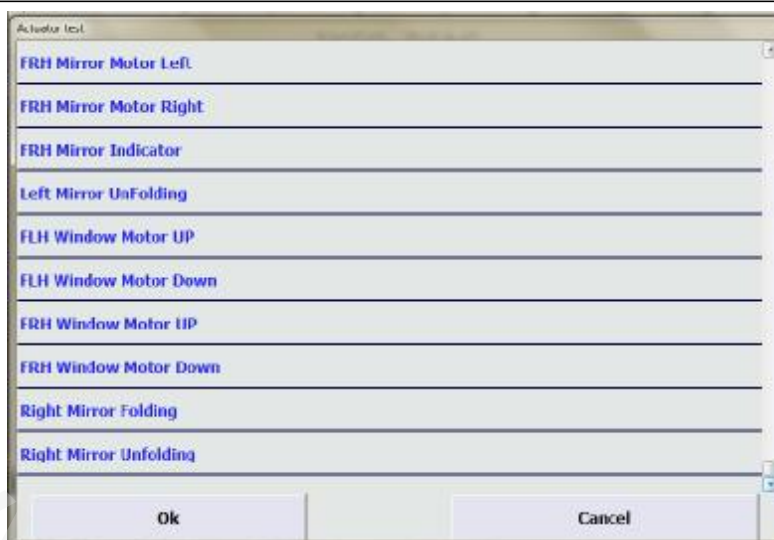 Actuator test
FRH Mirror Motor Left
FRH Mirror Motor Right
FRH Mirror Indicator
Left Mirror UnFolding
FLH Window Motor UP
FLH Window Motor Down
FRH Window Motor UP
FRH Window Motor Down
Right Mirror Folding
Right Mirror Unfolding
Ok
Cancel